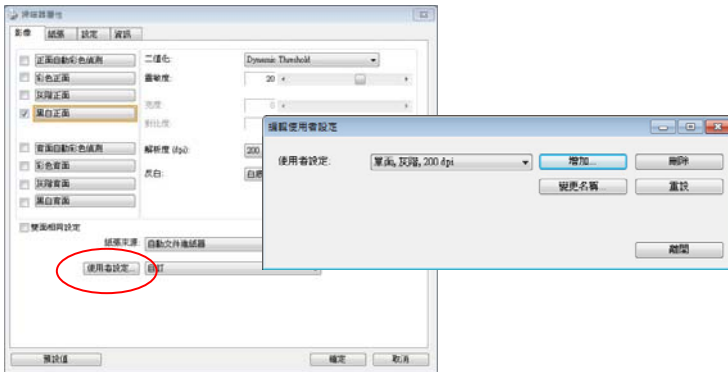 掃描器屬性
影像 紙張 設定 資訊
正面自動彩色偵測
彩色正面
灰階正面
黑白正面
背面自動彩色偵測
彩色背面
灰階背面
黑白背面
二值化: Dynamic Threshold
靈敏度: 20
亮度: 0
對比度:
解析度 (dpi): 200
反白:
雙面相同設定
紙張來源: 自動文件進紙器
使用者設定... 自訂
預設值 確定 取消
編輯使用者設定
使用者設定: 單面, 灰階, 200 dpi
增加... 刪除
變更名稱... 重設
離開